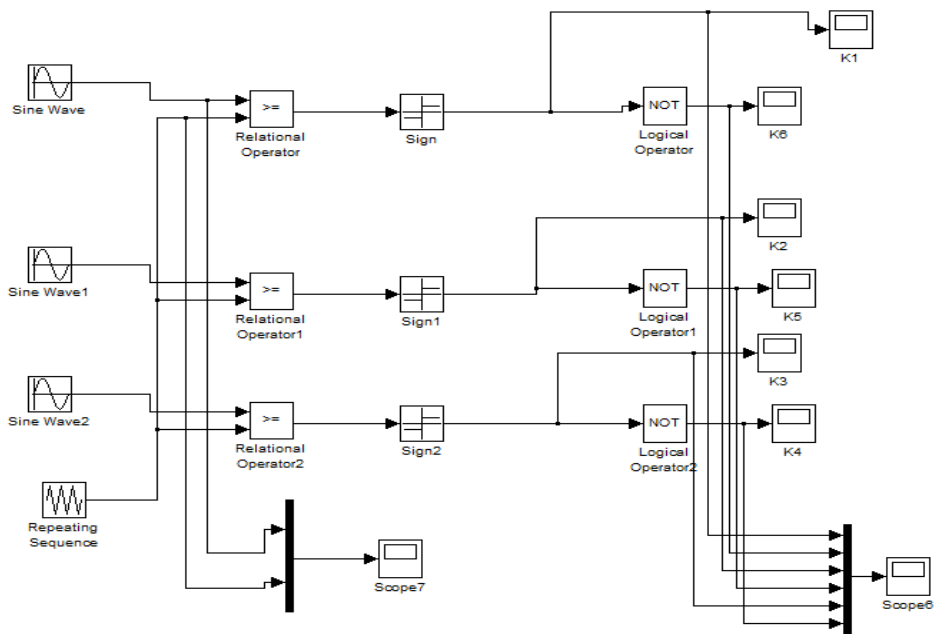 K1
Sine Wave
>=
Relational
Operator
Sign
NOT
Logical
Operator
K6
K2
Sine Wave1
>=
Relational
Operator1
Sign1
NOT
Logical
Operator1
K5
K3
Sine Wave2
>=
Relational
Operator2
Sign2
NOT
Logical
Operator2
K4
Repeating
Sequence
Scope7
Scope6